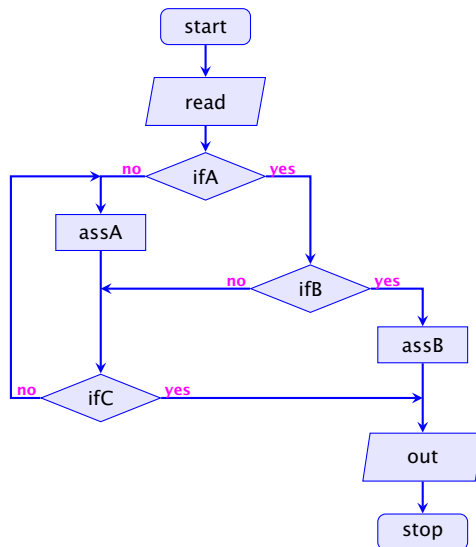 start
read
no
ifA
yes
assA
no
ifB
yes
assB
no
ifC
yes
out
stop